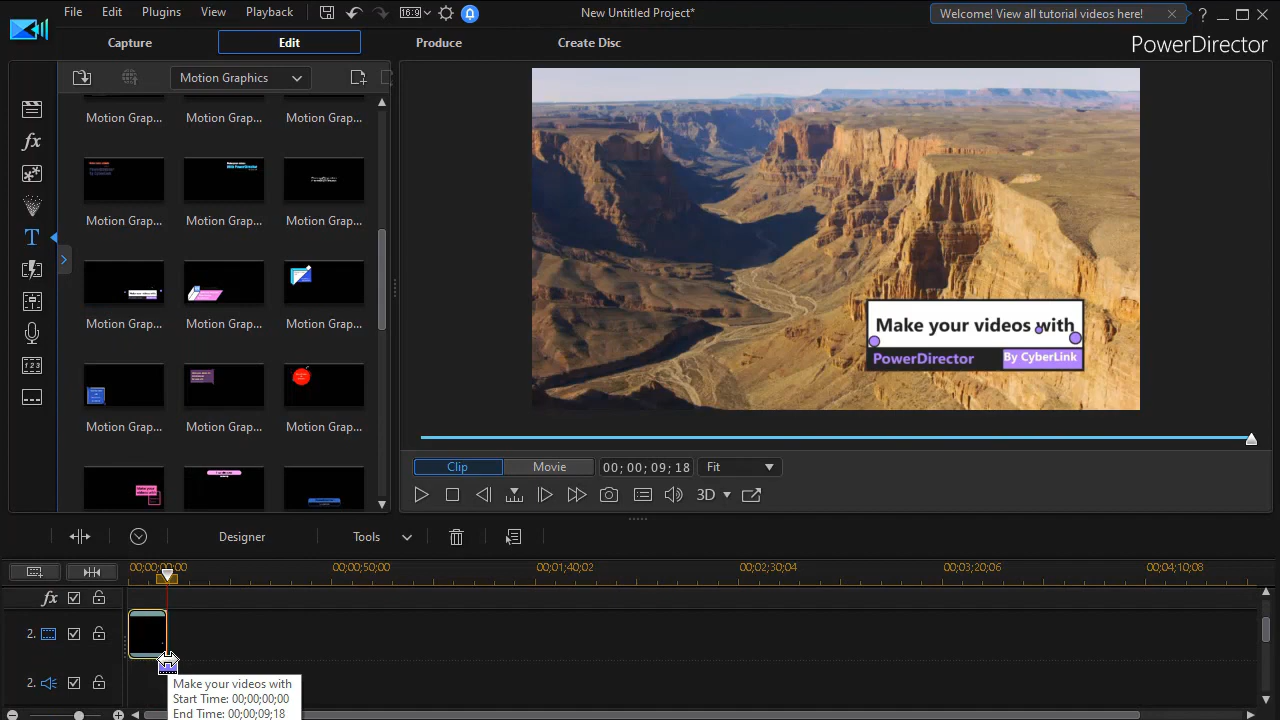 File Edit Plugins View Playback 16:9 New Untitled Project* Welcome! View all tutorial videos here! ?
Capture Edit Produce Create Disc PowerDirector
Motion Graphics
Motion Grap... Motion Grap... Motion Grap...
Motion Grap... Motion Grap... Motion Grap...
Motion Grap... Motion Grap... Motion Grap...
Motion Grap... Motion Grap... Motion Grap...
fx
T
123
Make your videos with
PowerDirector By CyberLink
Clip Movie 00; 00; 09; 18 Fit
3D
Designer Tools
00;00;00;00 00;00;50;00 00;01;40;02 00;02;30;04 00;03;20;06 00;04;10;08
fx
2.
2.
Make your videos with
Start Time: 00;00;00;00
End Time: 00;00;09;18